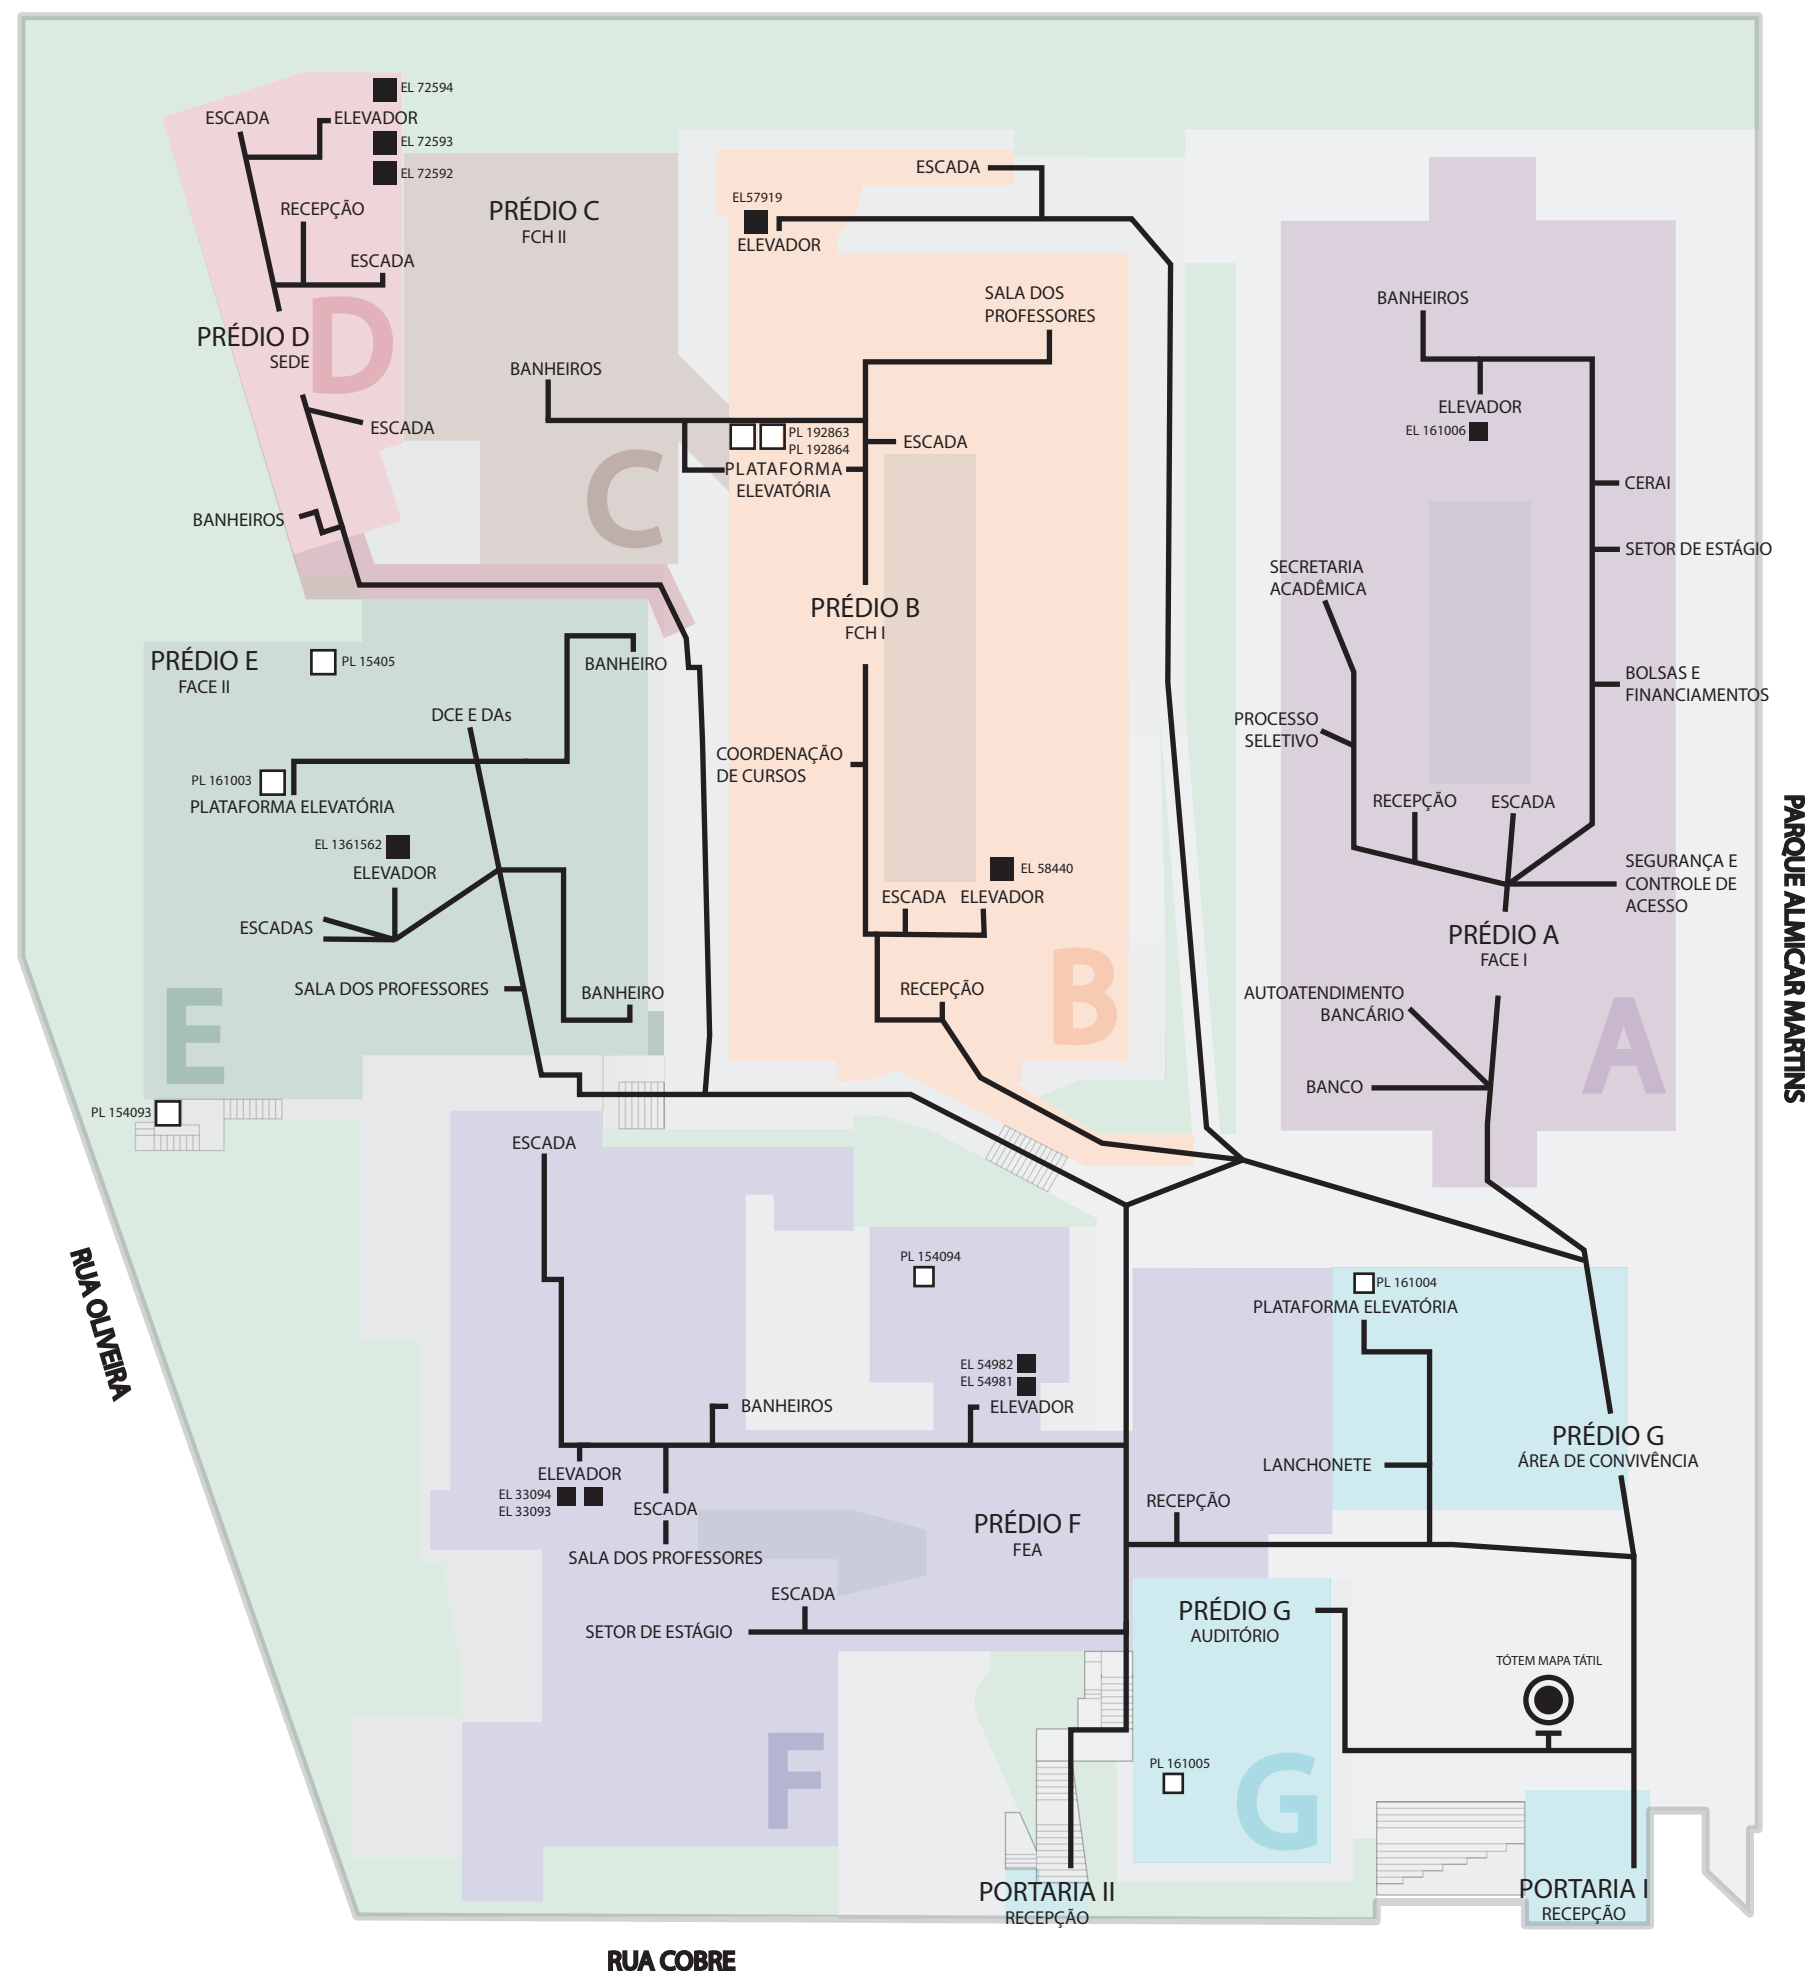 EL 72594
ESCADA
ELEVADOR
EL 72593
EL 72592
RECEPÇÃO
ESCADA
D
PRÉDIO D
SEDE
ESCADA
BANHEIROS
PRÉDIO C
FCH II
BANHEIROS
C
ESCADA
EL57919
ELEVADOR
SALA DOS
PROFESSORES
PL 192863
PL 192864
ESCADA
PLATAFORMA
ELEVATÓRIA
PRÉDIO B
FCH I
COORDENAÇÃO
DE CURSOS
EL 58440
ESCADA
ELEVADOR
RECEPÇÃO
B
BANHEIROS
ELEVADOR
EL 161006
CERAI
SETOR DE ESTÁGIO
SECRETARIA
ACADÊMICA
BOLSAS E
FINANCIAMENTOS
PROCESSO
SELETIVO
RECEPÇÃO
ESCADA
SEGURANÇA E
CONTROLE DE
ACESSO
PRÉDIO A
FACE I
AUTOATENDIMENTO
BANCÁRIO
BANCO
A
PARQUE ALMICAR MARTINS
PRÉDIO E
FACE II
PL 15405
BANHEIRO
DCE E DAs
PL 161003
PLATAFORMA ELEVATÓRIA
EL 1361562
ELEVADOR
ESCADAS
SALA DOS PROFESSORES
BANHEIRO
E
PL 154093
RUA OLIVEIRA
ESCADA
PL 154094
EL 54982
EL 54981
BANHEIROS
ELEVADOR
ELEVADOR
EL 33094
EL 33093
ESCADA
SALA DOS PROFESSORES
PRÉDIO F
FEA
ESCADA
SETOR DE ESTÁGIO
F
PL 161004
PLATAFORMA ELEVATÓRIA
LANCHONETE
PRÉDIO G
ÁREA DE CONVIVÊNCIA
RECEPÇÃO
PRÉDIO G
AUDITÓRIO
TÓTEM MAPA TÁTIL
PL 161005
G
PORTARIA II
RECEPÇÃO
PORTARIA I
RECEPÇÃO
RUA COBRE